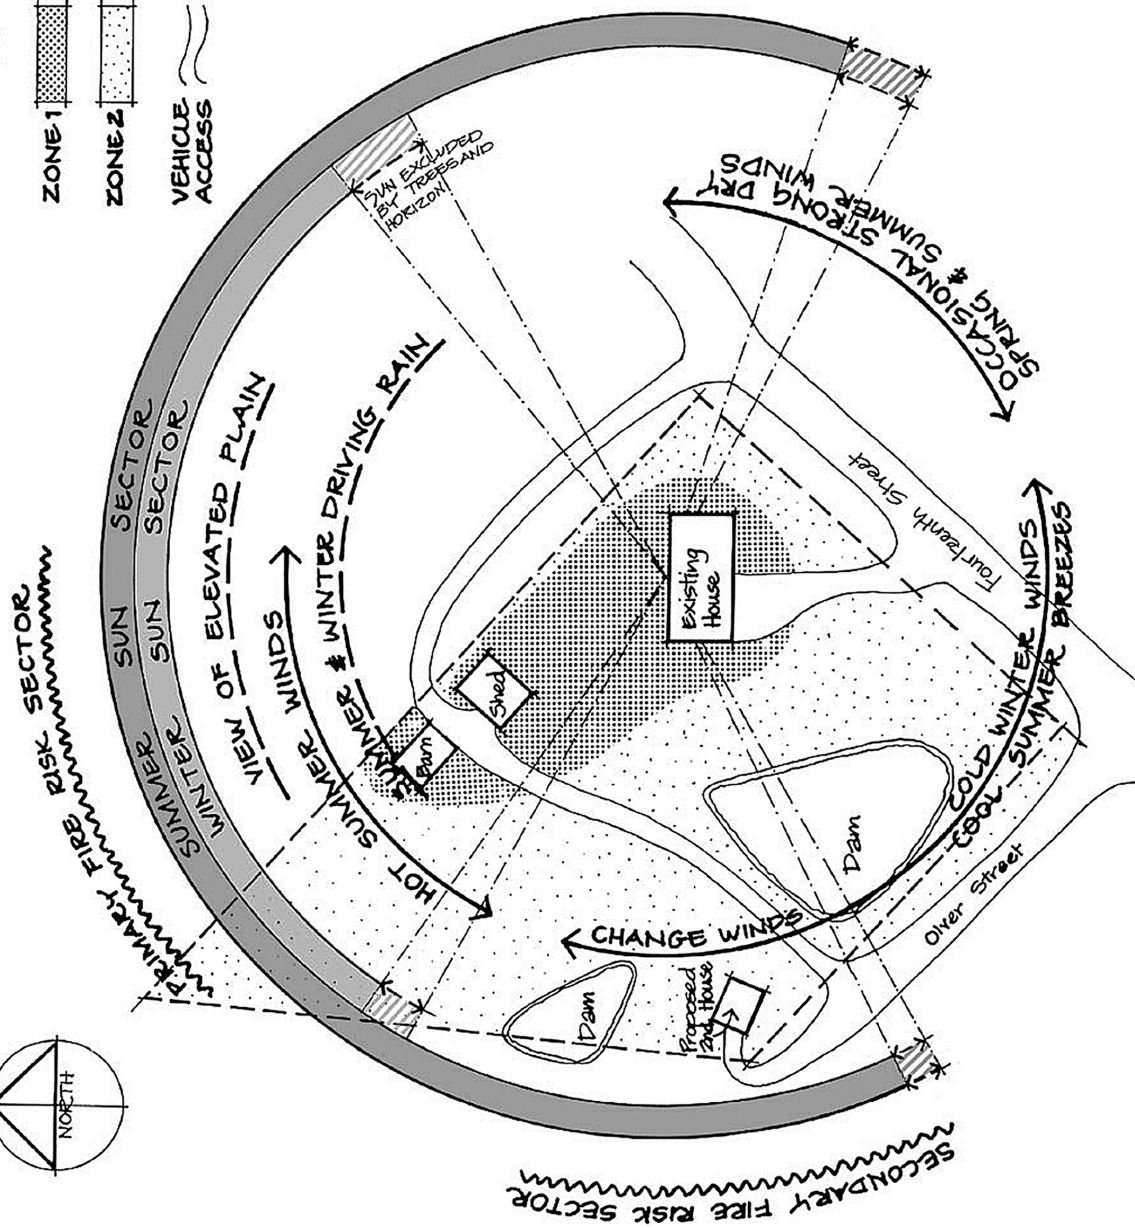 ZONE 1
ZONE 2
VEHICLE
ACCESS
SUN EXCLUDED
BY TREES AND
HORIZON
OCCASIONAL STRONG DRY
SPRING & SUMMER WINDS
SUMMER SUN SECTOR
WINTER SUN SECTOR
VIEW OF ELEVATED PLAIN
HOT SUMMER WINDS
SUMMER & WINTER DRIVING RAIN
PRIMARY FIRE RISK SECTOR
Existing
House
Shed
Barn
Fourteenth Street
COLD WINTER WINDS
COOL SUMMER BREEZES
Dam
Oliver Street
CHANGE WINDS
Proposed
2nd House
Dam
NORTH
SECONDARY FIRE RISK SECTOR